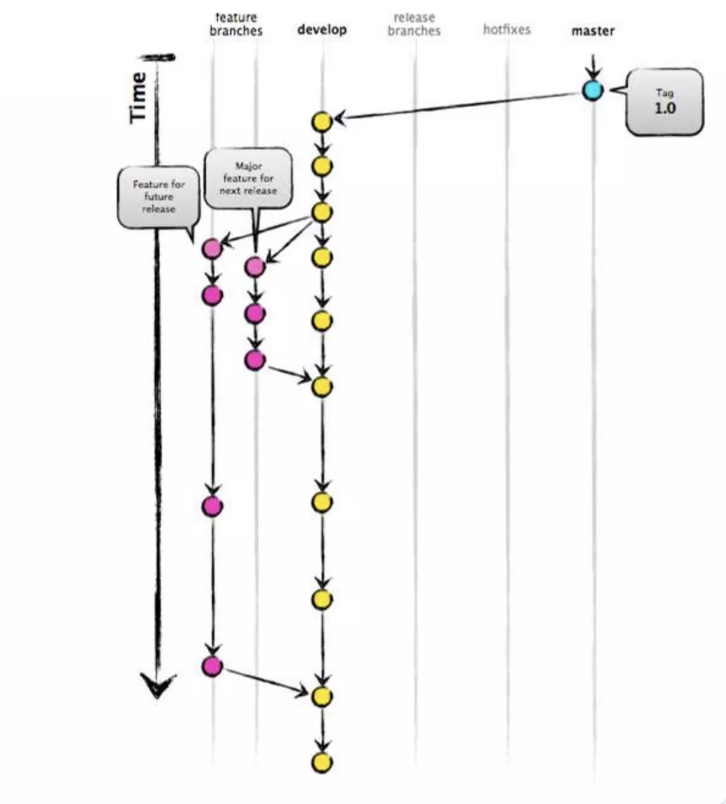 feature
branches
develop
release
branches
hotfixes
master
Time
Tag
1.0
Major
feature for
next release
Feature for
future
release